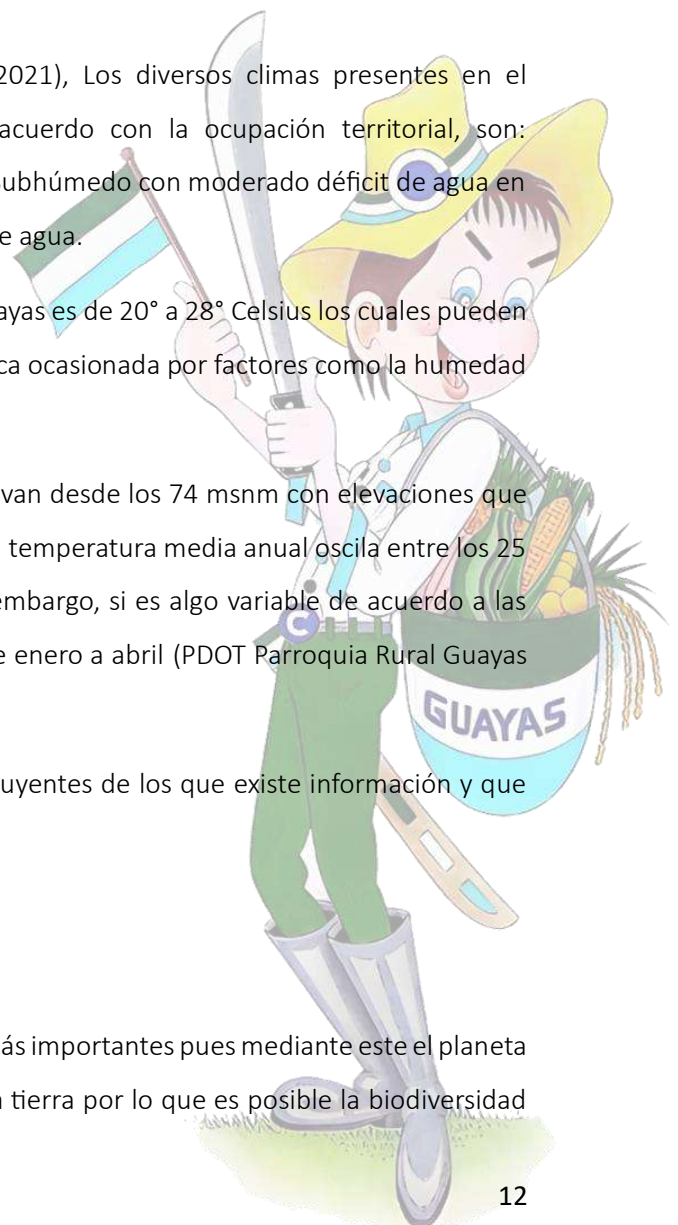 2021), Los diversos climas presentes en el
acuerdo con la ocupación territorial, son:
Subhúmedo con moderado déficit de agua en
e agua.
ayas es de 20° a 28° Celsius los cuales pueden
ca ocasionada por factores como la humedad
van desde los 74 msnm con elevaciones que
temperatura media anual oscila entre los 25
embargo, si es algo variable de acuerdo a las
e enero a abril (PDOT Parroquia Rural Guayas
C
GUAYAS
uyentes de los que existe información y que
ás importantes pues mediante este el planeta
tierra por lo que es posible la biodiversidad
12